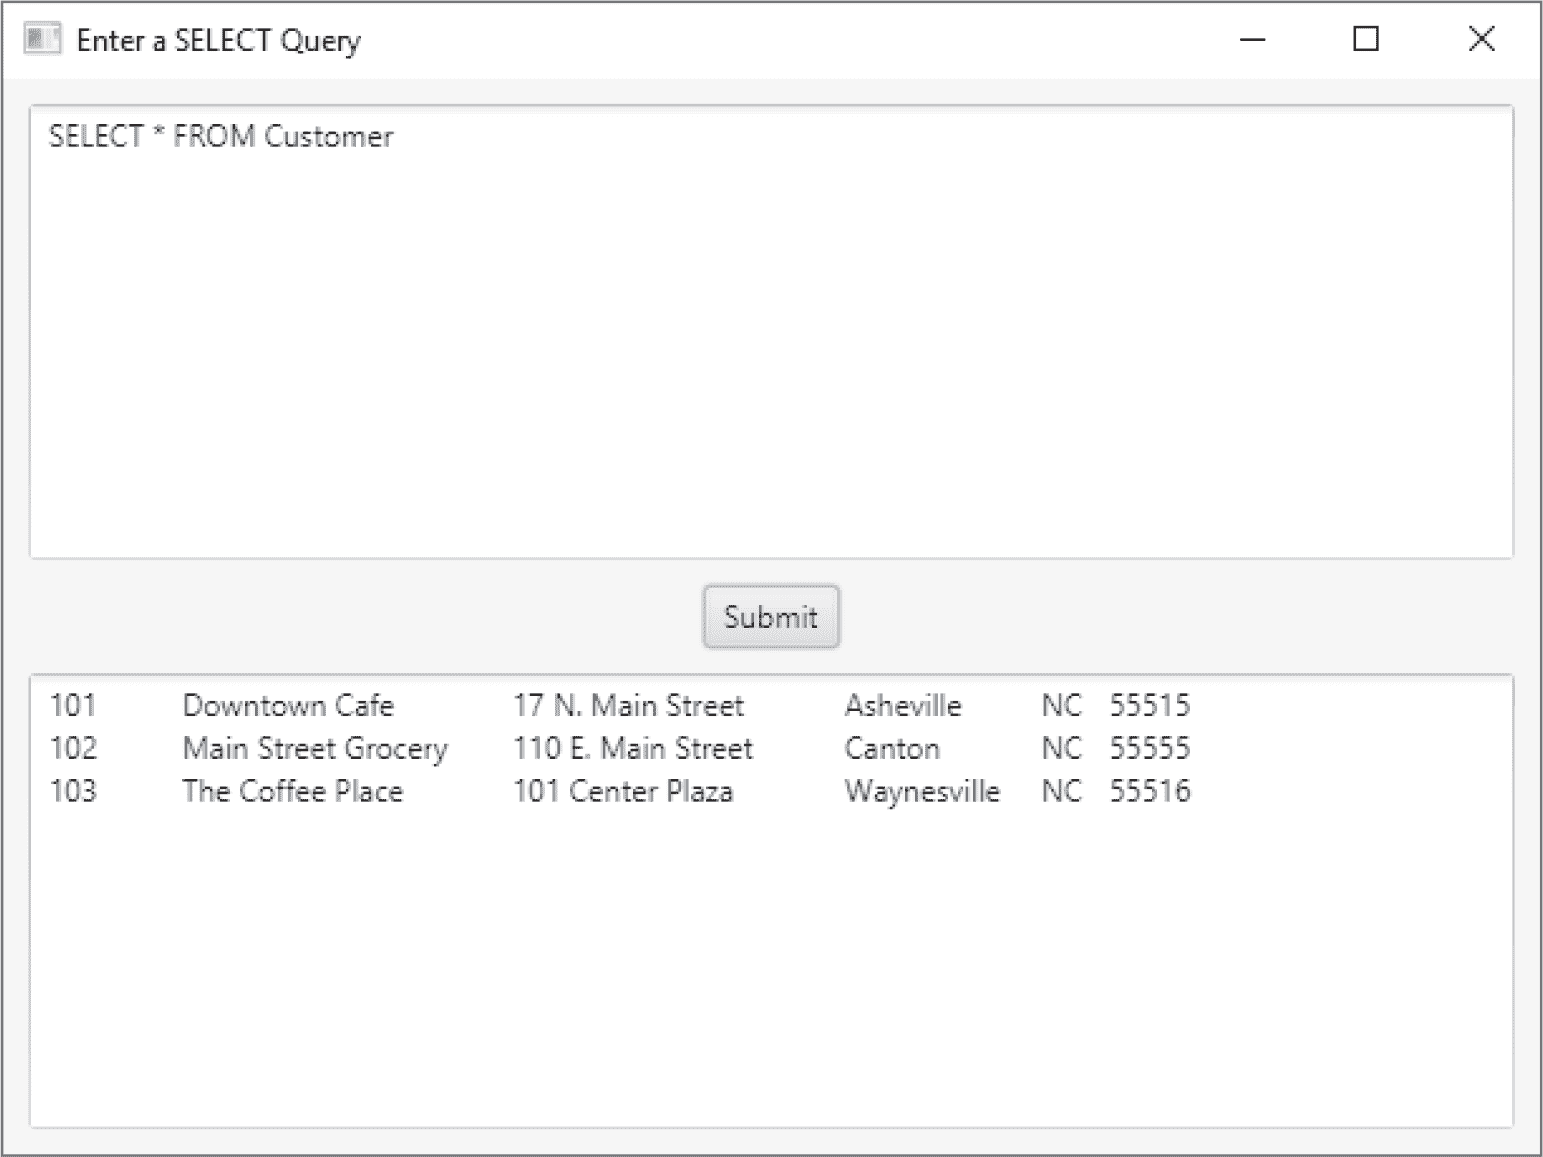 Enter a SELECT Query
SELECT * FROM Customer
Submit
101 Downtown Cafe 17 N. Main Street Asheville NC 55515
102 Main Street Grocery 110 E. Main Street Canton NC 55555
103 The Coffee Place 101 Center Plaza Waynesville NC 55516